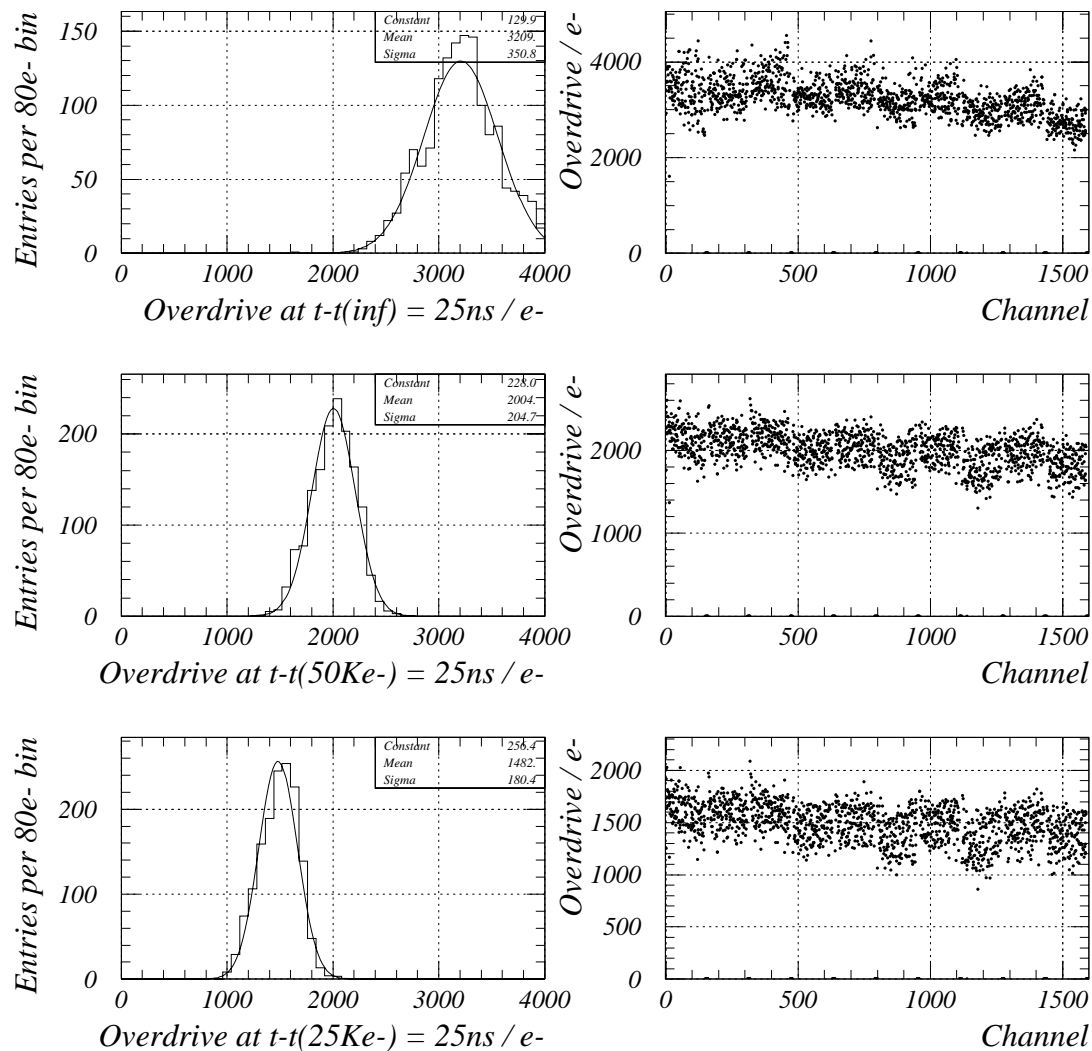 Entries per 80e- bin
150
100
50
0
Constant 129.9
Mean 3209.
Sigma 350.8
0 1000 2000 3000 4000
Overdrive at t-t(inf) = 25ns / e-
Overdrive / e-
4000
2000
0
0 500 1000 1500
Channel
Entries per 80e- bin
200
100
0
Constant 228.0
Mean 2004.
Sigma 204.7
0 1000 2000 3000 4000
Overdrive at t-t(50Ke-) = 25ns / e-
Overdrive / e-
2000
1000
0
0 500 1000 1500
Channel
Entries per 80e- bin
200
100
0
Constant 256.4
Mean 1482.
Sigma 180.4
0 1000 2000 3000 4000
Overdrive at t-t(25Ke-) = 25ns / e-
Overdrive / e-
2000
1500
1000
500
0
0 500 1000 1500
Channel